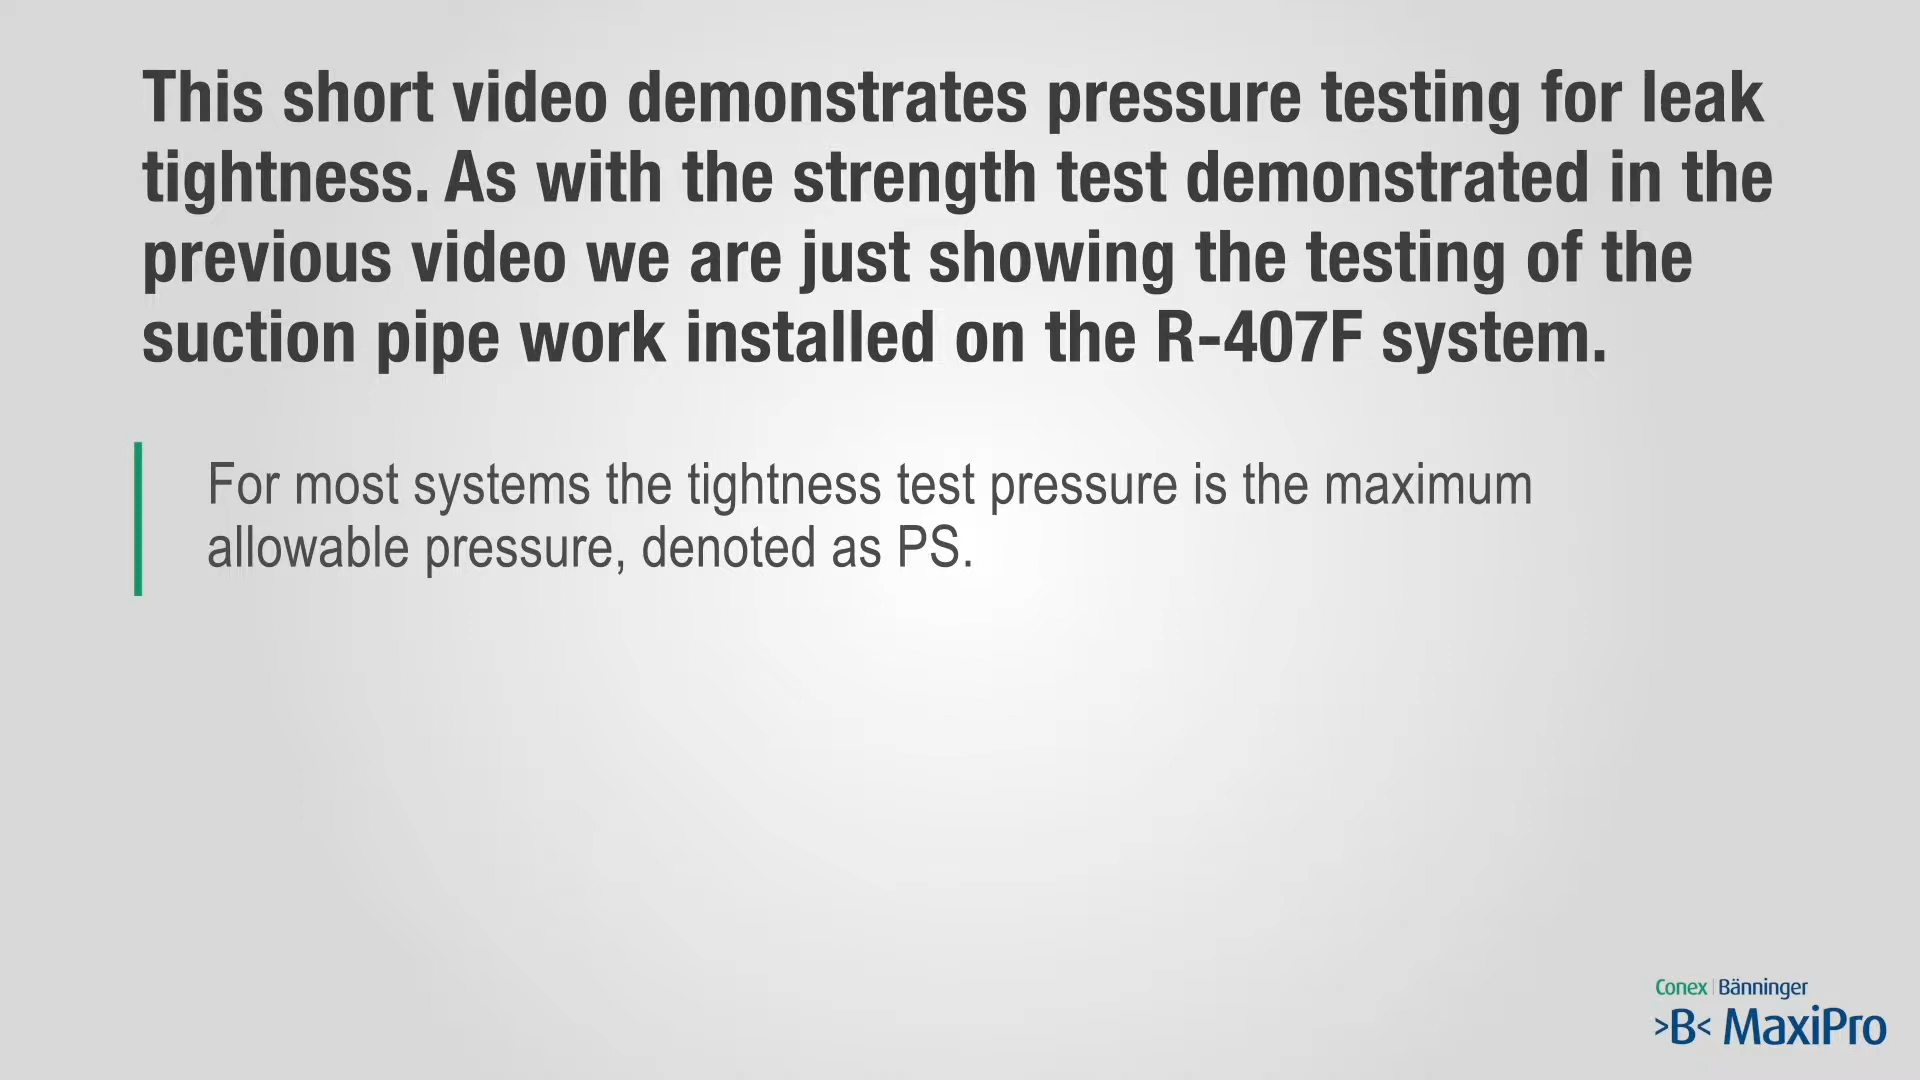 This short video demonstrates pressure testing for leak
tightness. As with the strength test demonstrated in the
previous video we are just showing the testing of the
suction pipe work installed on the R-407F system.
For most systems the tightness test pressure is the maximum
allowable pressure, denoted as PS.
Conex | Bänninger
>B< MaxiPro